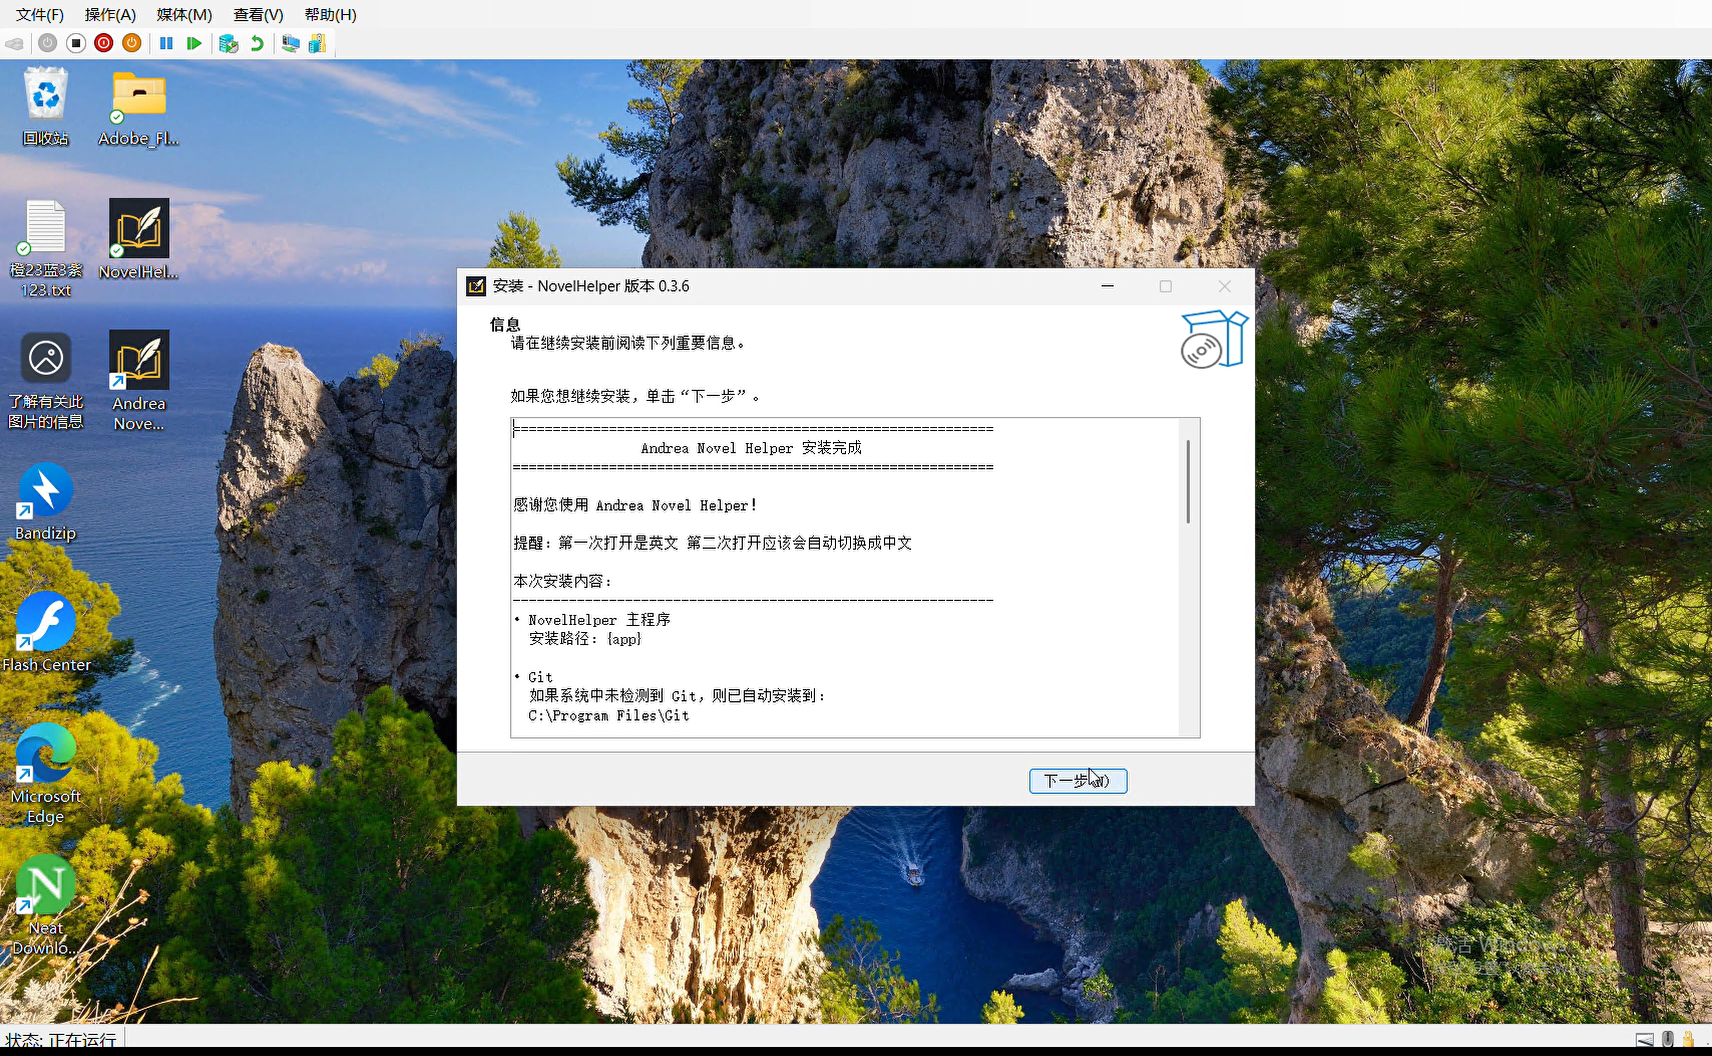 文件(F) 操作(A) 媒体(M) 查看(V) 帮助(H)
回收站
Adobe_Fl...
橙23蓝3紫
123.txt
NovelHel...
了解有关此
图片的信息
Andrea
Nove...
Bandizip
Flash Center
Microsoft
Edge
Neat
Downlo...
安装 - NovelHelper 版本 0.3.6
信息
请在继续安装前阅读下列重要信息。
如果您想继续安装，单击“下一步”。
============================================================
Andrea Novel Helper 安装完成
============================================================
感谢您使用 Andrea Novel Helper！
提醒：第一次打开是英文 第二次打开应该会自动切换成中文
本次安装内容：
------------------------------------------------------------
• NovelHelper 主程序
安装路径：{app}
• Git
如果系统中未检测到 Git，则已自动安装到：
C:\Program Files\Git
下一步(N)
激活 Windows
状态: 正在运行